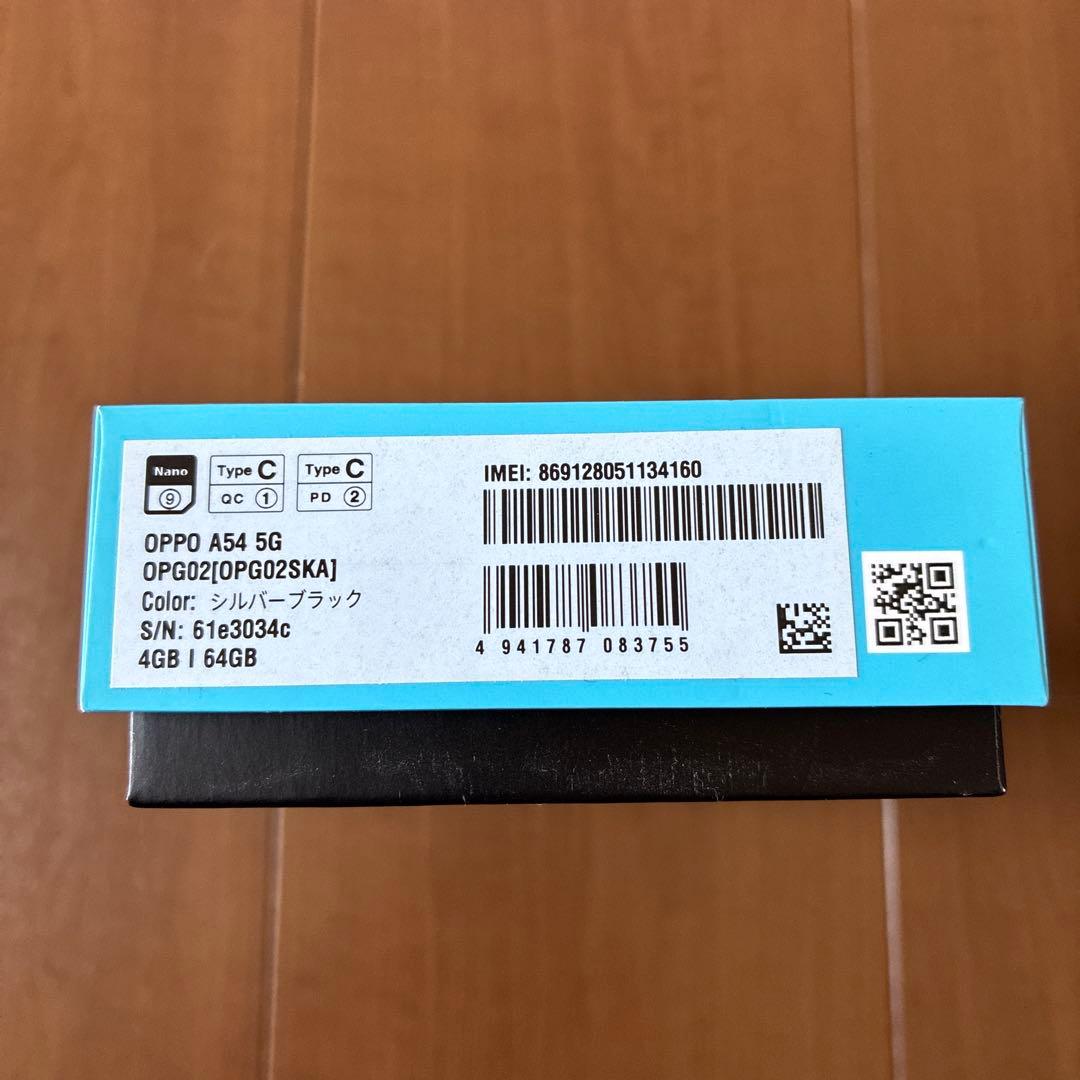 Nano
9
Type C
QC 1
Type C
PD 2
OPPO A54 5G
OPG02[OPG02SKA]
Color: シルバーブラック
S/N: 61e3034c
4GB | 64GB
IMEI: 869128051134160
4 941787 083755